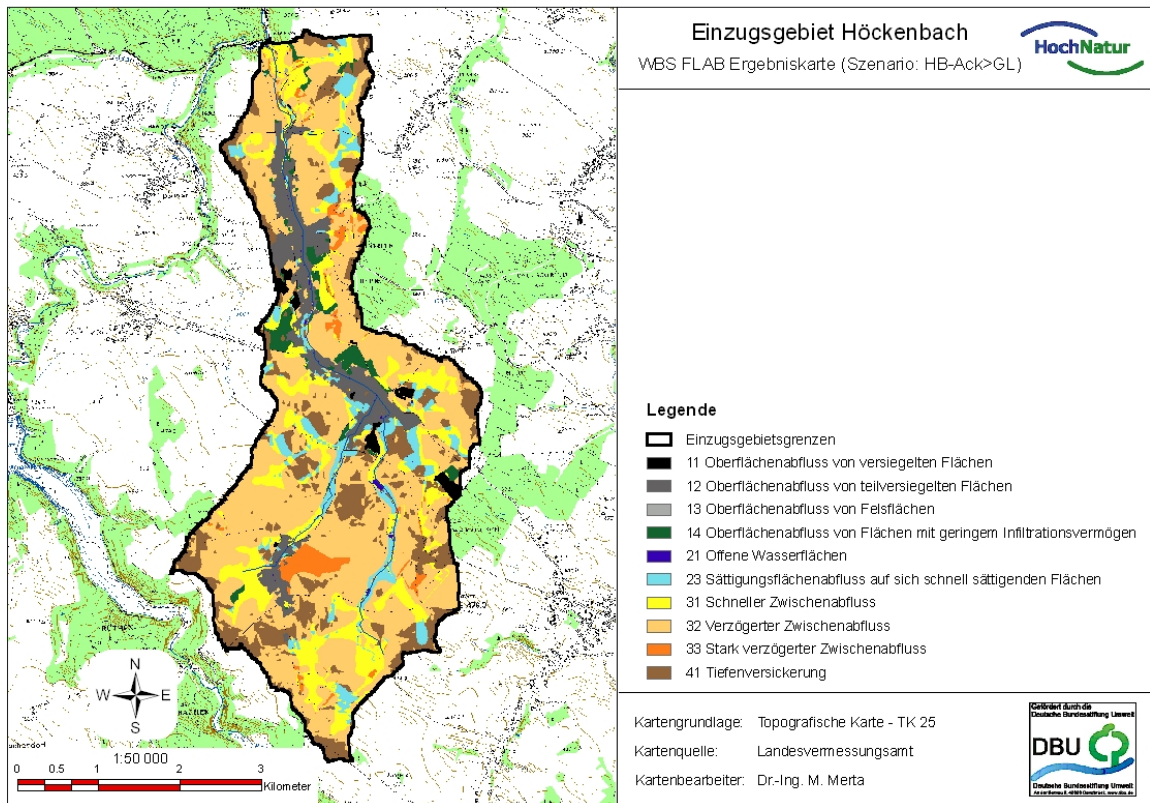 Einzugsgebiet Höckenbach
WBS FLAB Ergebniskarte (Szenario: HB-Ack>GL)
HochNatur
Legende
Einzugsgebietsgrenzen
11 Oberflächenabfluss von versiegelten Flächen
12 Oberflächenabfluss von teilversiegelten Flächen
13 Oberflächenabfluss von Felsflächen
14 Oberflächenabfluss von Flächen mit geringem Infiltrationsvermögen
21 Offene Wasserflächen
23 Sättigungsflächenabfluss auf sich schnell sättigenden Flächen
31 Schneller Zwischenabfluss
32 Verzögerter Zwischenabfluss
33 Stark verzögerter Zwischenabfluss
41 Tiefenversickerung
N
W E
S
1:50 000
0 0.5 1 2 3
Kilometer
Kartengrundlage: Topografische Karte - TK 25
Kartenquelle: Landesvermessungsamt
Kartenbearbeiter: Dr.-Ing. M. Merta
Gefördert durch die
Deutsche Bundesstiftung Umwelt
DBU
Deutsche Bundesstiftung Umwelt